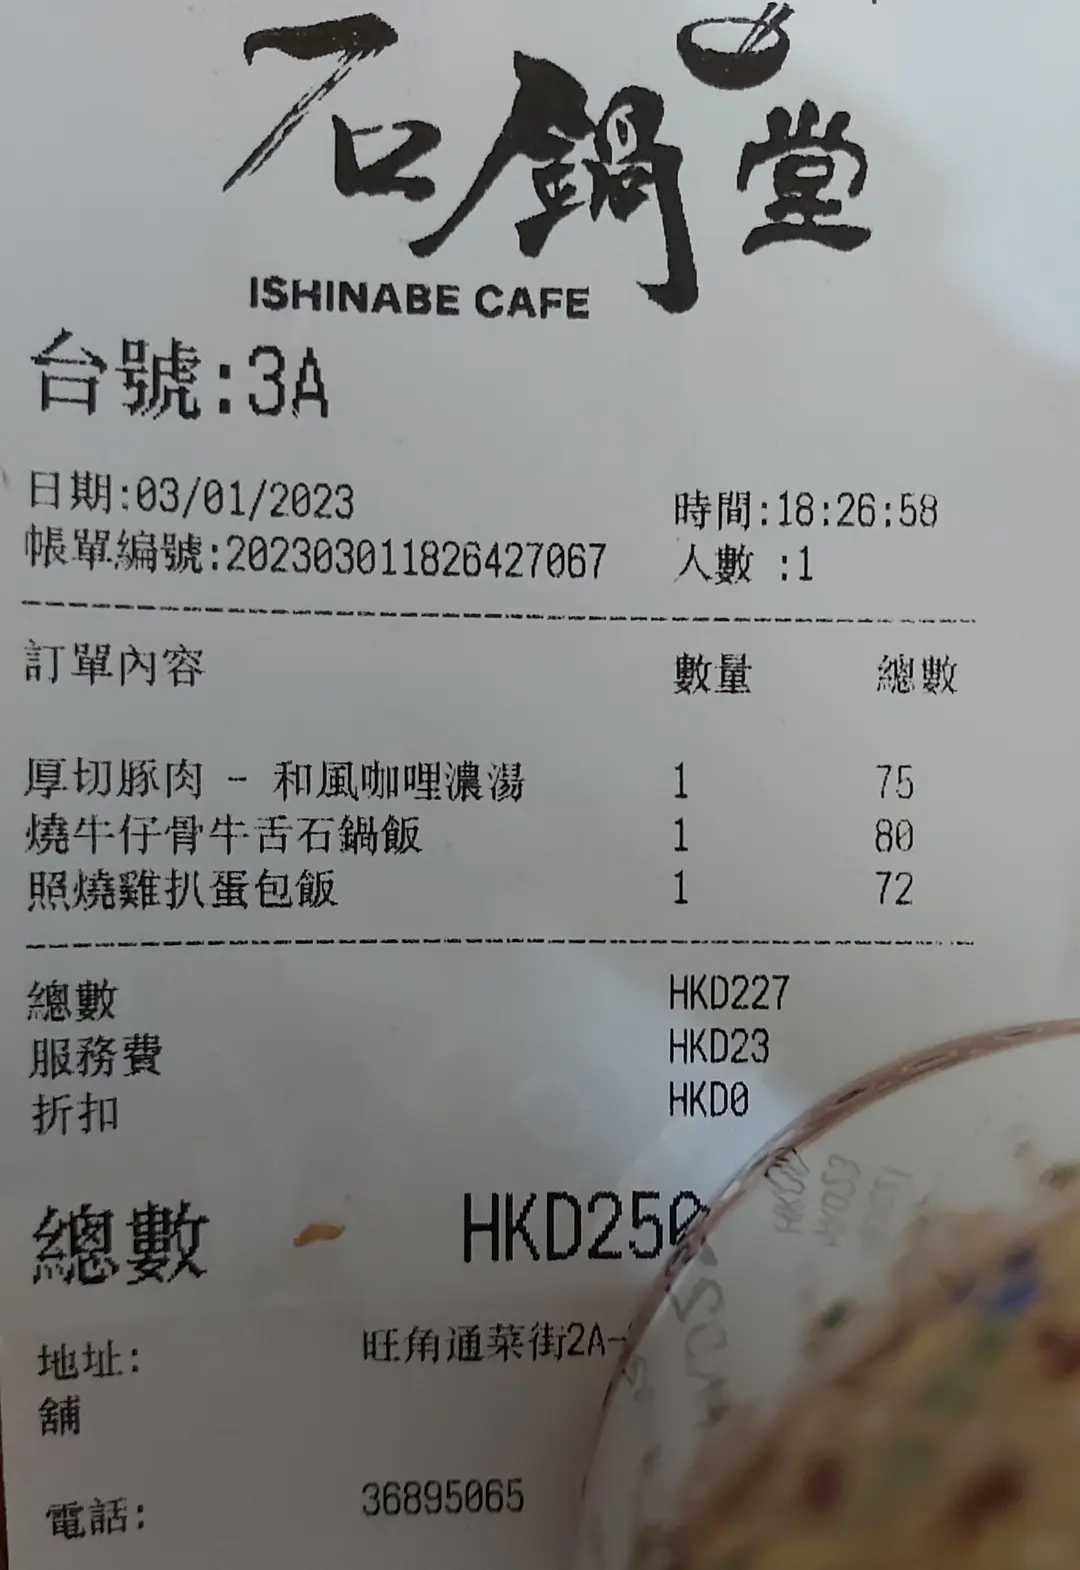 石鍋堂
ISHINABE CAFE
台號:3A
日期:03/01/2023 時間:18:26:58
帳單編號:202303011826427067 人數 :1
訂單內容 數量 總數
厚切豚肉 - 和風咖哩濃湯 1 75
燒牛仔骨牛舌石鍋飯 1 80
照燒雞扒蛋包飯 1 72
總數 HKD227
服務費 HKD23
折扣 HKD0
總數 HKD250
地址: 旺角通菜街2A-
舖
電話: 36895065